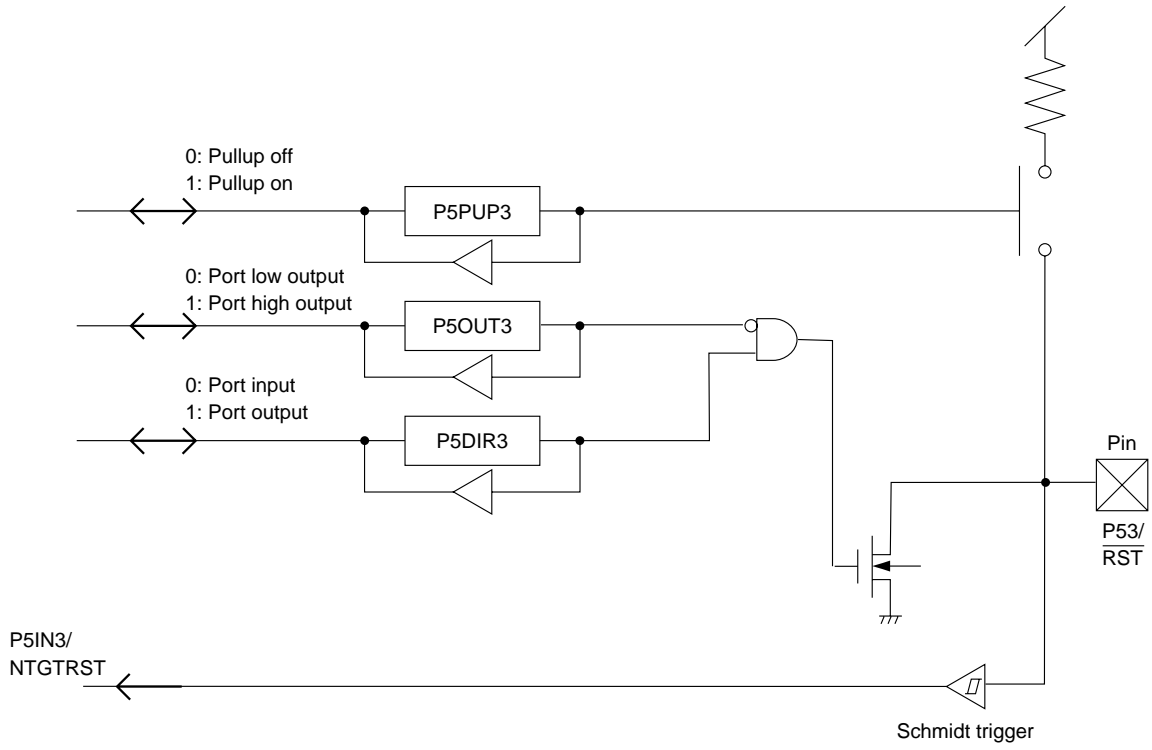 0: Pullup off
1: Pullup on
P5PUP3
0: Port low output
1: Port high output
P5OUT3
0: Port input
1: Port output
P5DIR3
Pin
P53/
RST
P5IN3/
NTGTRST
Schmidt trigger